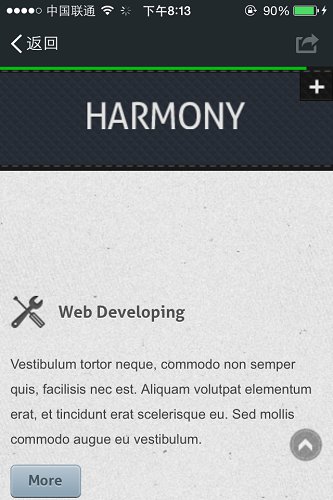 中国联通 下午8:13 90%
返回
HARMONY
Web Developing
Vestibulum tortor neque, commodo non semper
quis, facilisis nec est. Aliquam volutpat elementum
erat, et tincidunt erat scelerisque eu. Sed mollis
commodo augue eu vestibulum.
More